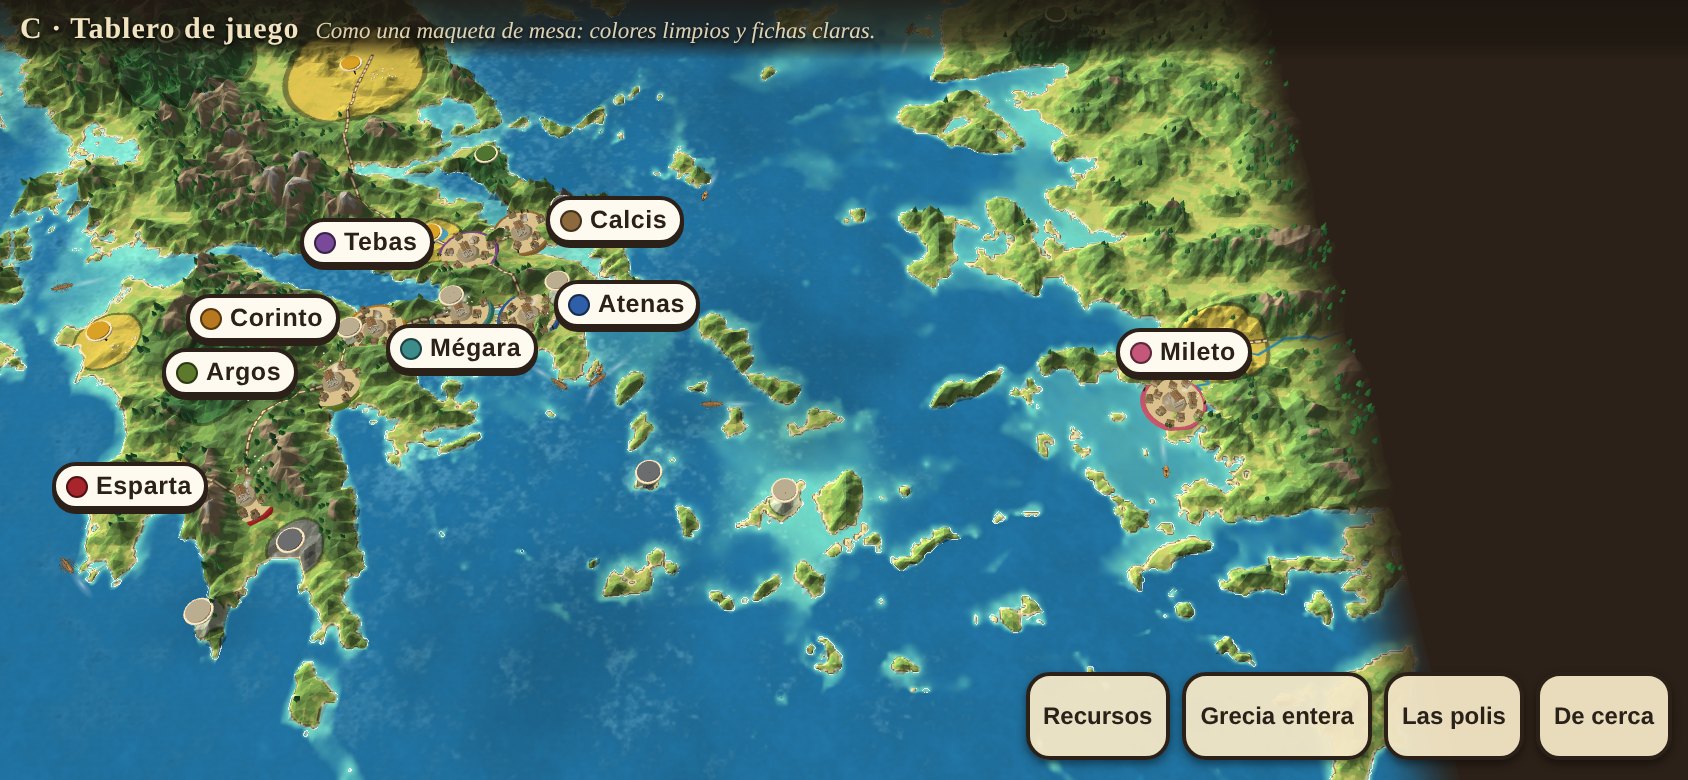 C · Tablero de juego Como una maqueta de mesa: colores limpios y fichas claras.
Calcis
Tebas
Atenas
Corinto
Mégara
Mileto
Argos
Esparta
Recursos
Grecia entera
Las polis
De cerca